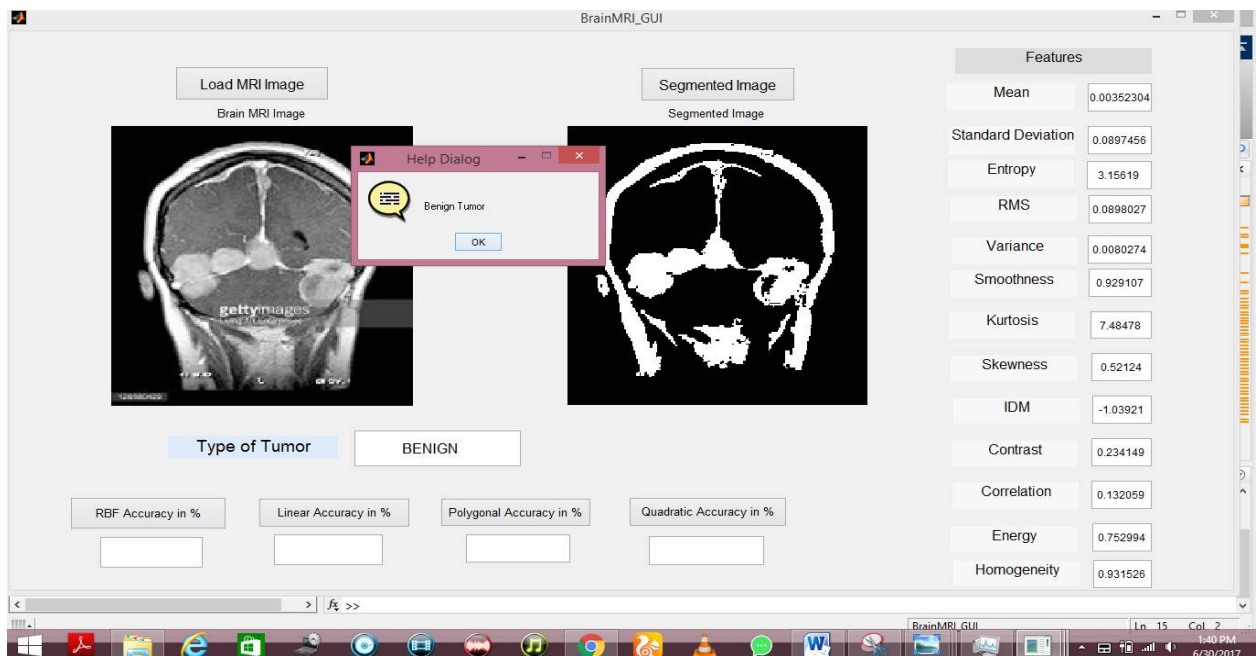 BrainMRI_GUI
Load MRI Image
Brain MRI Image
Segmented Image
Segmented Image
Help Dialog
Benign Tumor
OK
gettyimages
Type of Tumor
BENIGN
RBF Accuracy in %
Linear Accuracy in %
Polygonal Accuracy in %
Quadratic Accuracy in %
Features
Mean 0.00352304
Standard Deviation 0.0897456
Entropy 3.15619
RMS 0.0898027
Variance 0.0080274
Smoothness 0.929107
Kurtosis 7.48478
Skewness 0.52124
IDM -1.03921
Contrast 0.234149
Correlation 0.132059
Energy 0.752994
Homogeneity 0.931526
fx >>
BrainMRI_GUI Ln 15 Col 2
1:40 PM
6/30/2017